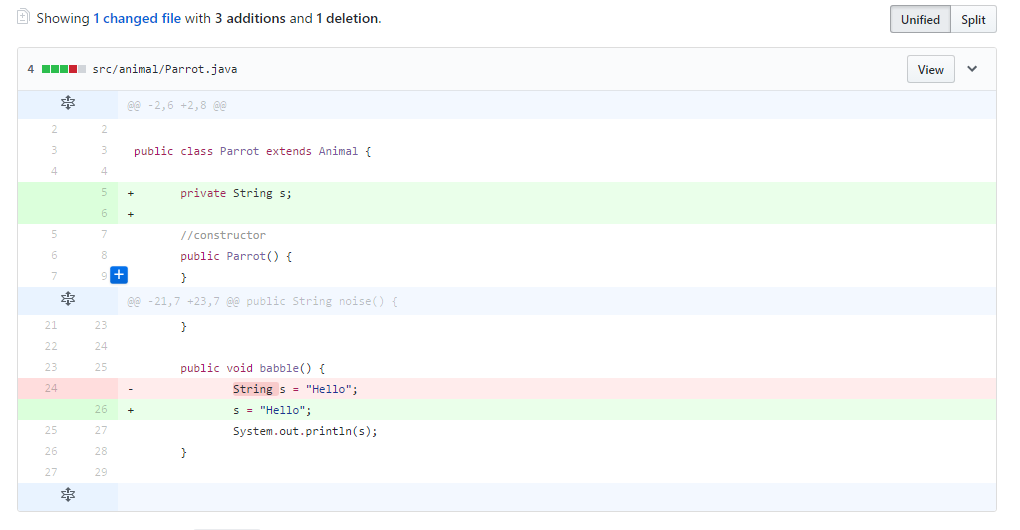 Showing 1 changed file with 3 additions and 1 deletion.
Unified Split
4 src/animal/Parrot.java View
@@ -2,6 +2,8 @@
2 2
3 3 public class Parrot extends Animal {
4 4
5 + private String s;
6 +
5 7 //constructor
6 8 public Parrot() {
7 9 + }
@@ -21,7 +23,7 @@ public String noise() {
21 23 }
22 24
23 25 public void babble() {
24 - String s = "Hello";
26 + s = "Hello";
25 27 System.out.println(s);
26 28 }
27 29